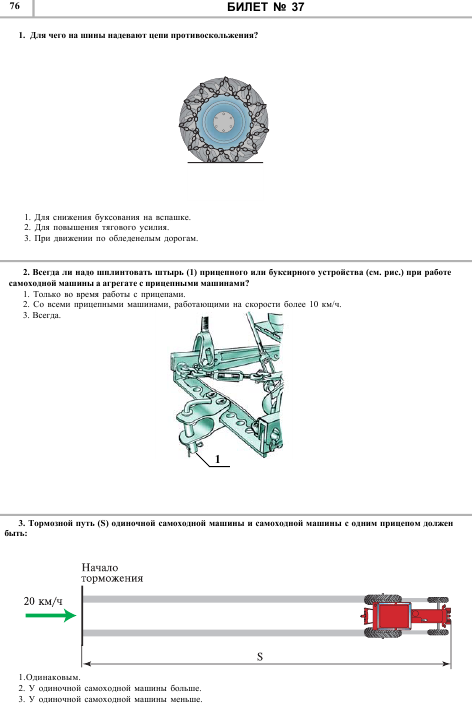 76
БИЛЕТ № 37
1. Для чего на шины надевают цепи противоскольжения?
1. Для снижения буксования на вспашке.
2. Для повышения тягового усилия.
3. При движении по обледенелым дорогам.
2. Всегда ли надо шплинтовать штырь (1) прицепного или буксирного устройства (см. рис.) при работе
самоходной машины а агрегате с прицепными машинами?
1. Только во время работы с прицепами.
2. Со всеми прицепными машинами, работающими на скорости более 10 км/ч.
3. Всегда.
1
3. Тормозной путь (S) одиночной самоходной машины и самоходной машины с одним прицепом должен
быть:
Начало
торможения
20 км/ч
S
1.Одинаковым.
2. У одиночной самоходной машины больше.
3. У одиночной самоходной машины меньше.